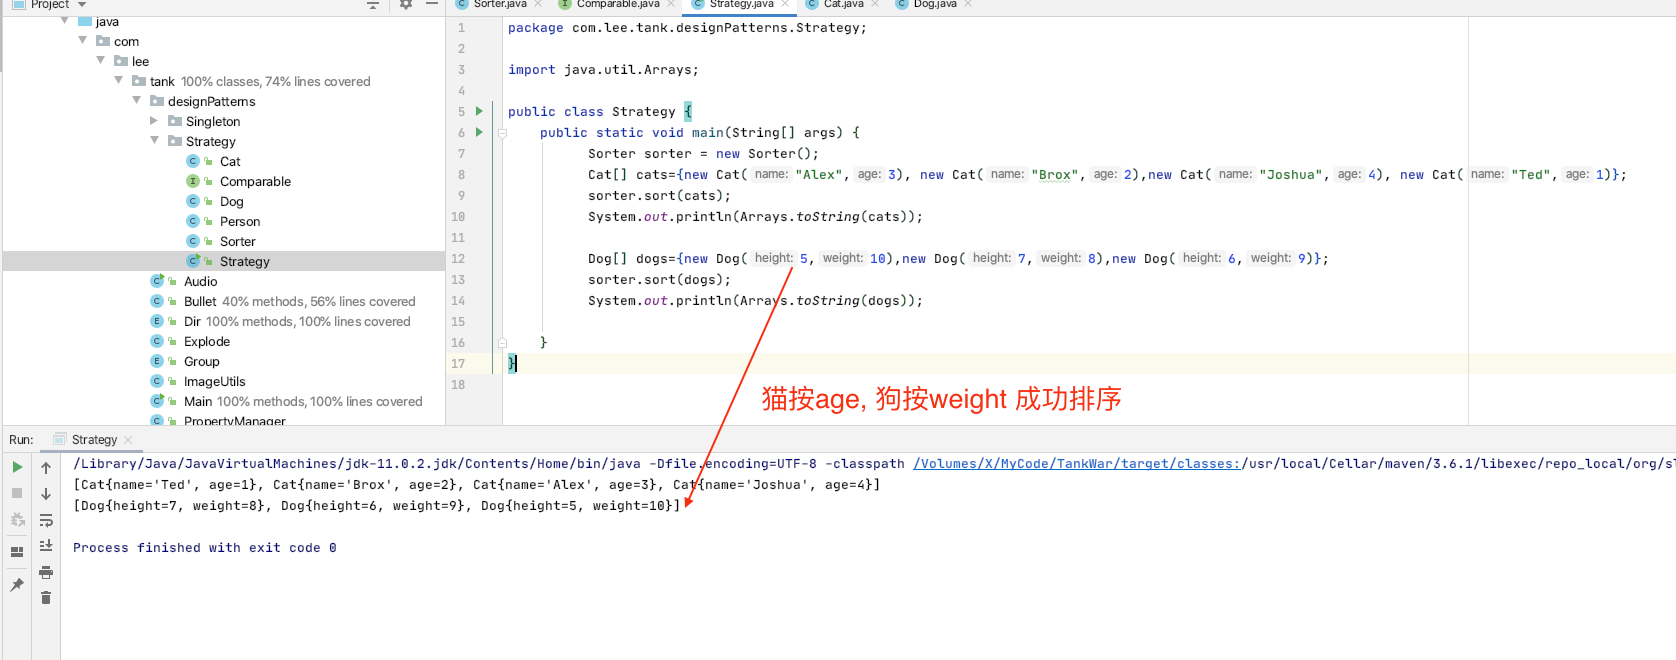 Project
Sorter.java
Comparable.java
Strategy.java
Cat.java
Dog.java
java
com
lee
tank 100% classes, 74% lines covered
designPatterns
Singleton
Strategy
Cat
Comparable
Dog
Person
Sorter
Strategy
Audio
Bullet 40% methods, 56% lines covered
Dir 100% methods, 100% lines covered
Explode
Group
ImageUtils
Main 100% methods, 100% lines covered
PropertyManager
1 package com.lee.tank.designPatterns.Strategy;
2
3 import java.util.Arrays;
4
5 public class Strategy {
6 public static void main(String[] args) {
7 Sorter sorter = new Sorter();
8 Cat[] cats={new Cat( name: "Alex", age: 3), new Cat( name: "Brox", age: 2),new Cat( name: "Joshua", age: 4), new Cat( name: "Ted", age: 1)};
9 sorter.sort(cats);
10 System.out.println(Arrays.toString(cats));
11
12 Dog[] dogs={new Dog( height: 5, weight: 10),new Dog( height: 7, weight: 8),new Dog( height: 6, weight: 9)};
13 sorter.sort(dogs);
14 System.out.println(Arrays.toString(dogs));
15
16 }
17 }
18
猫按age, 狗按weight 成功排序
Run: Strategy
/Library/Java/JavaVirtualMachines/jdk-11.0.2.jdk/Contents/Home/bin/java -Dfile.encoding=UTF-8 -classpath /Volumes/X/MyCode/TankWar/target/classes:/usr/local/Cellar/maven/3.6.1/libexec/repo_local/org/sl
[Cat{name='Ted', age=1}, Cat{name='Brox', age=2}, Cat{name='Alex', age=3}, Cat{name='Joshua', age=4}]
[Dog{height=7, weight=8}, Dog{height=6, weight=9}, Dog{height=5, weight=10}]
Process finished with exit code 0